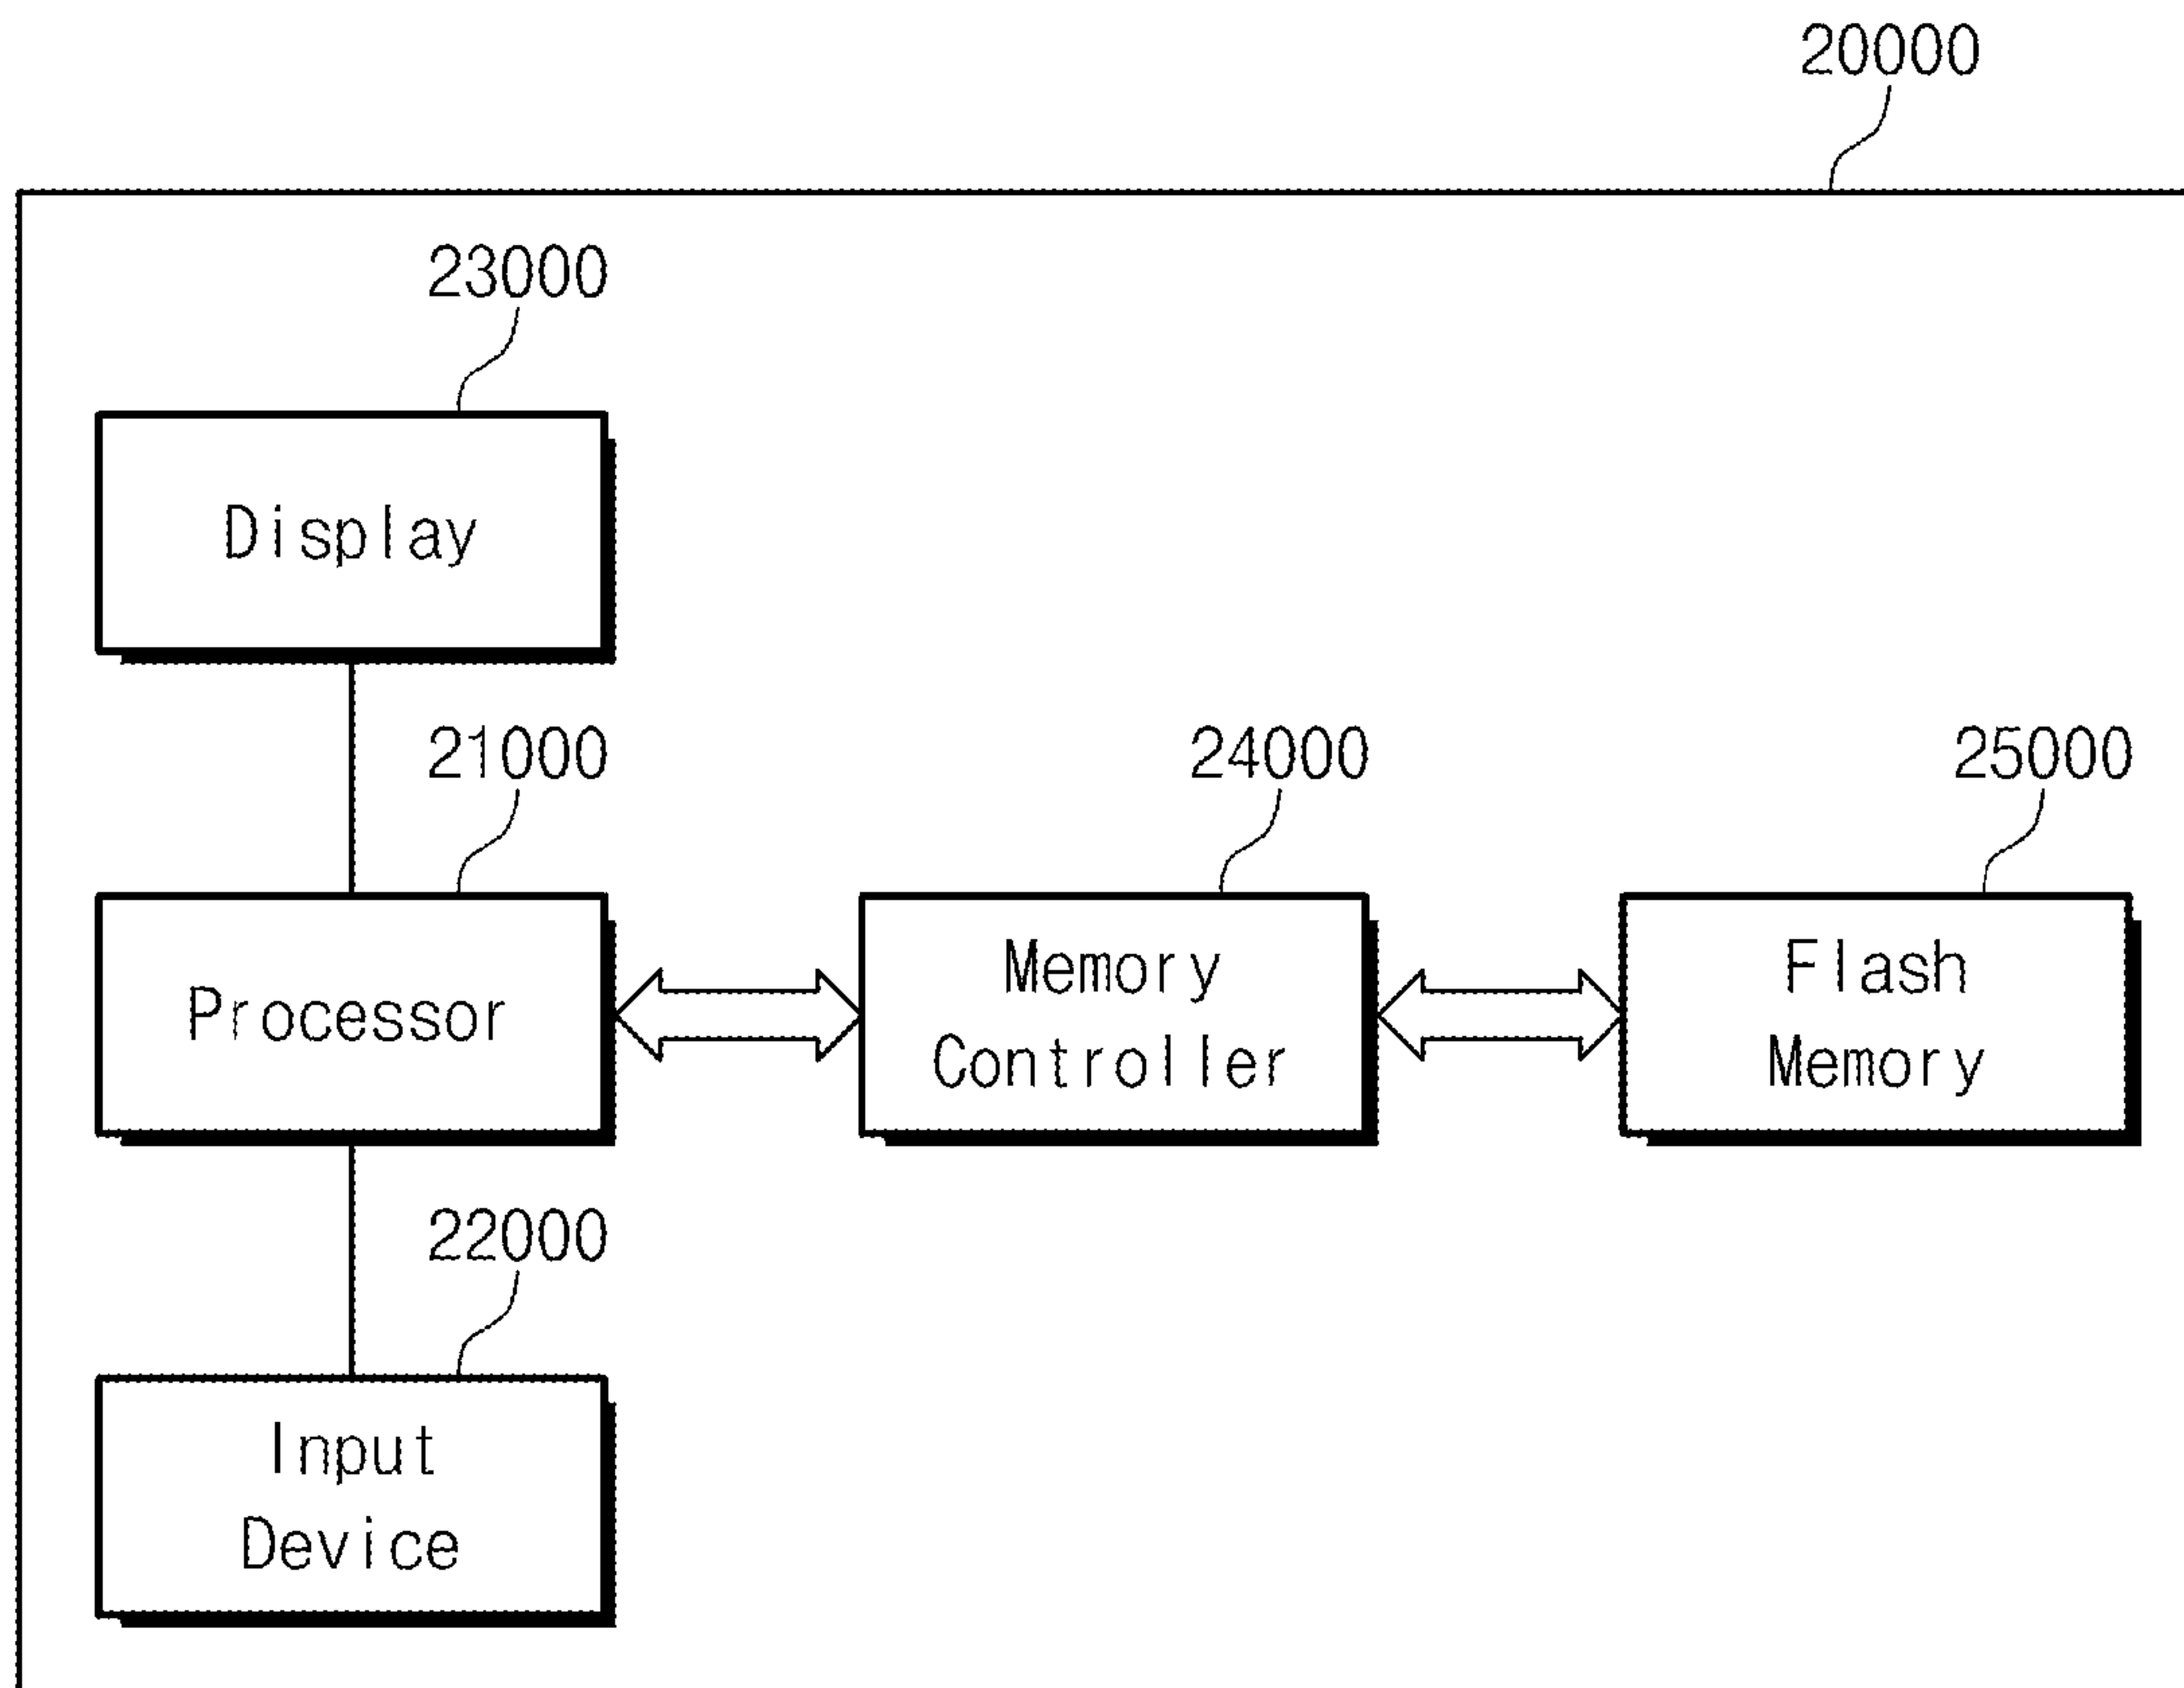 20000
23000
Display
21000
24000
25000
Processor
Memory
Controller
Flash
Memory
22000
Input
Device